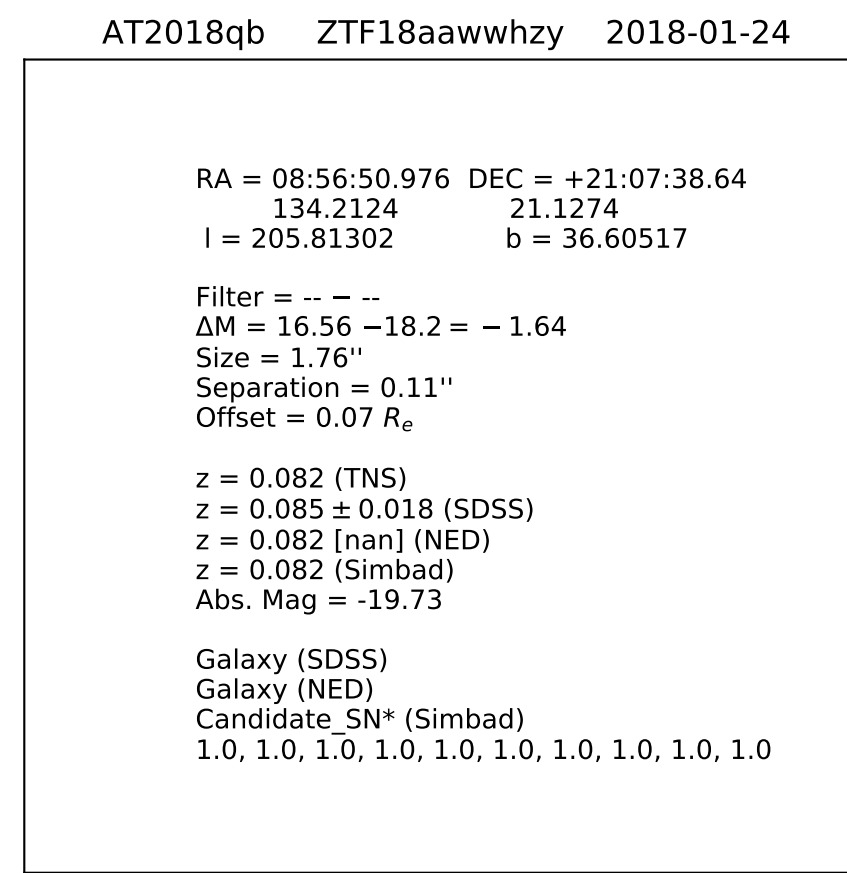 AT2018qb ZTF18aawwhzy 2018-01-24
RA = 08:56:50.976 DEC = +21:07:38.64
134.2124 21.1274
l = 205.81302 b = 36.60517
Filter = -- − --
ΔM = 16.56 −18.2 = − 1.64
Size = 1.76''
Separation = 0.11''
Offset = 0.07 Rₑ
z = 0.082 (TNS)
z = 0.085 ± 0.018 (SDSS)
z = 0.082 [nan] (NED)
z = 0.082 (Simbad)
Abs. Mag = -19.73
Galaxy (SDSS)
Galaxy (NED)
Candidate_SN* (Simbad)
1.0, 1.0, 1.0, 1.0, 1.0, 1.0, 1.0, 1.0, 1.0, 1.0